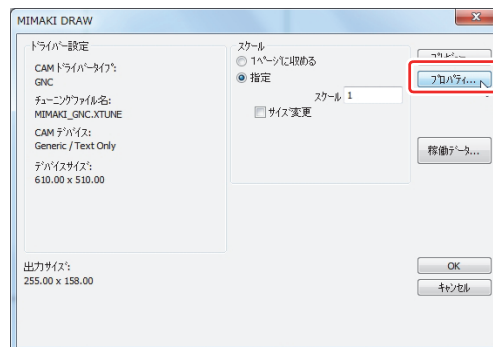 MIMAKI DRAW
ドライバー設定
CAM ドライバータイプ:
GNC
チューニングファイル名:
MIMAKI_GNC.XTUNE
CAM デバイス:
Generic / Text Only
デバイスサイズ:
610.00 x 510.00
スケール
1ページに収める
指定
スケール 1
サイズ変更
プロパティ...
稼働データ...
出力サイズ:
255.00 x 158.00
OK
キャンセル